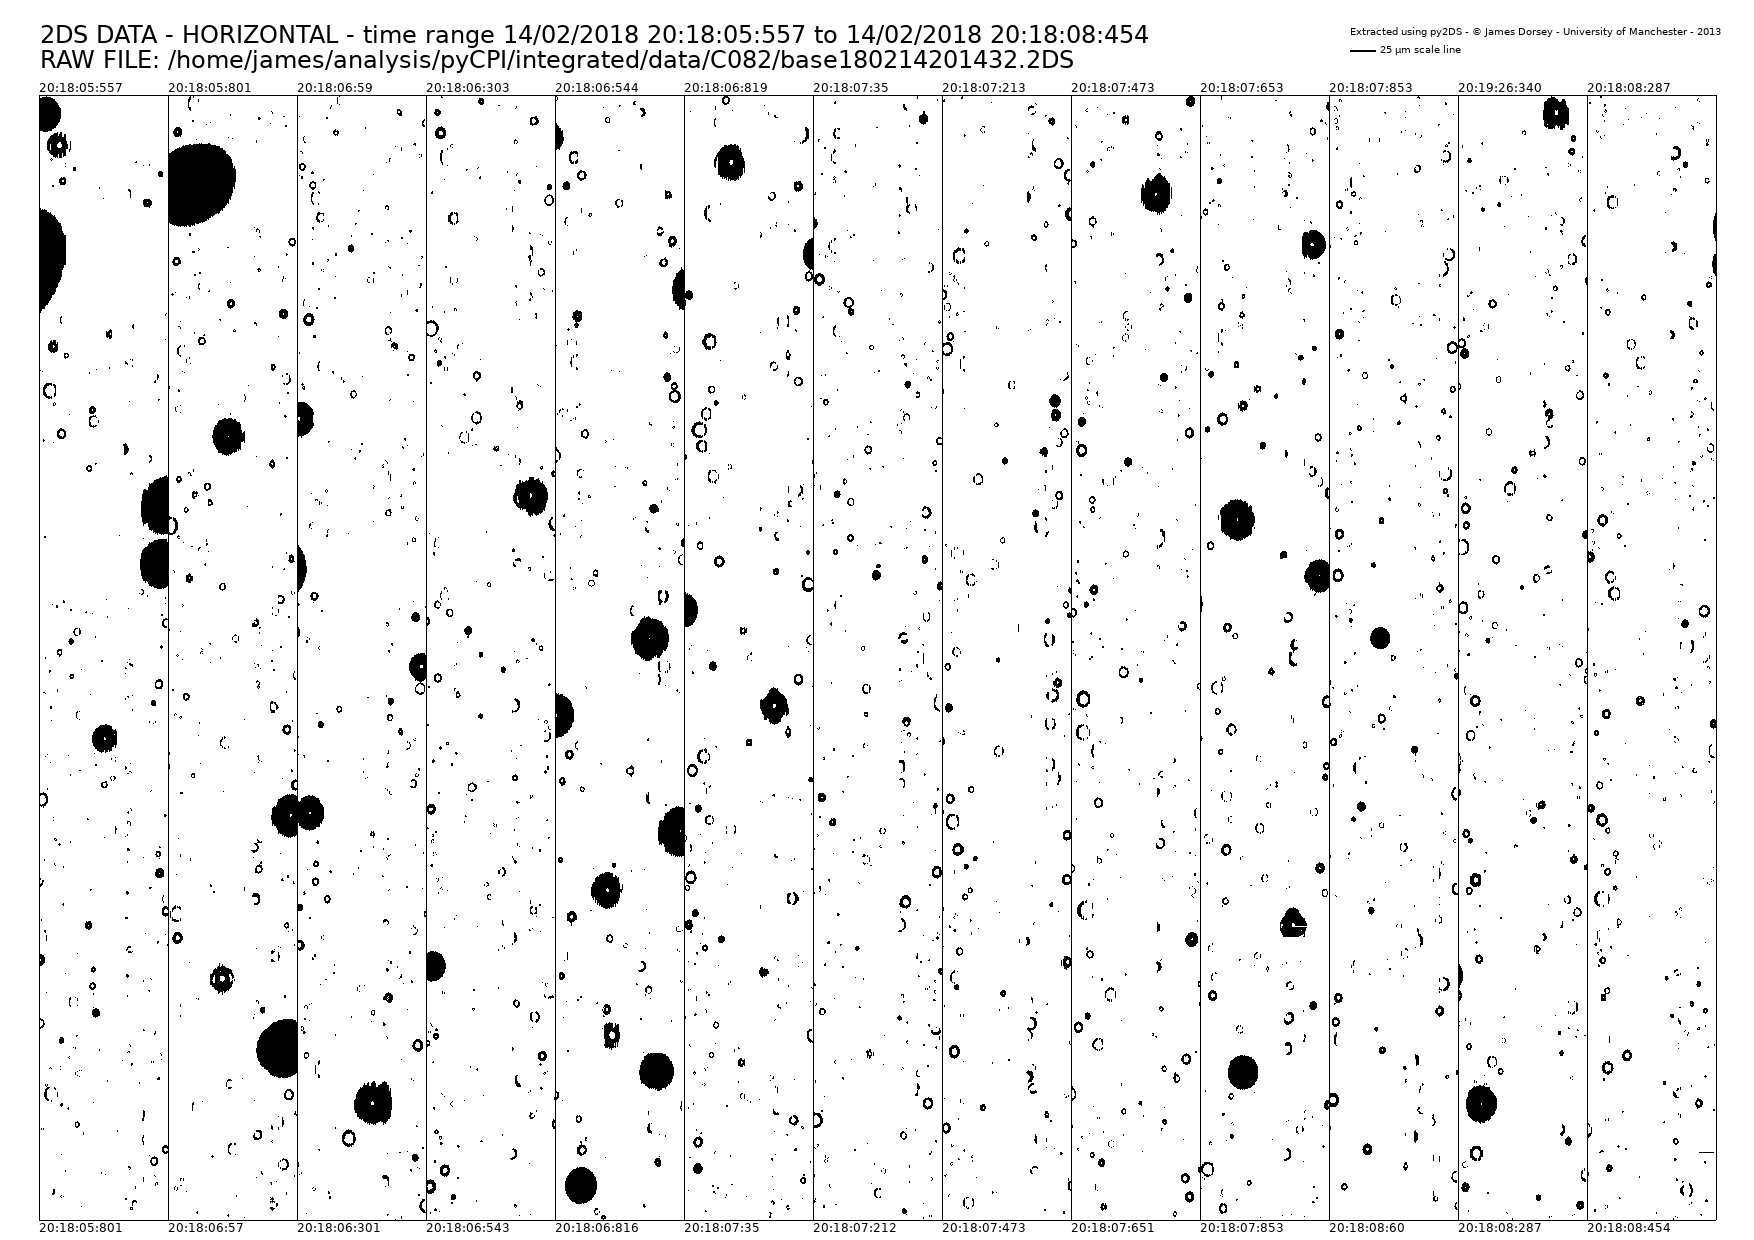 2DS DATA - HORIZONTAL - time range 14/02/2018 20:18:05:557 to 14/02/2018 20:18:08:454
RAW FILE: /home/james/analysis/pyCPI/integrated/data/C082/base180214201432.2DS
Extracted using py2DS - © James Dorsey - University of Manchester - 2013
25 µm scale line
20:18:05:557 20:18:05:801 20:18:06:59 20:18:06:303 20:18:06:544 20:18:06:819 20:18:07:35 20:18:07:213 20:18:07:473 20:18:07:653 20:18:07:853 20:19:26:340 20:18:08:287
20:18:05:801 20:18:06:57 20:18:06:301 20:18:06:543 20:18:06:816 20:18:07:35 20:18:07:212 20:18:07:473 20:18:07:651 20:18:07:853 20:18:08:60 20:18:08:287 20:18:08:454